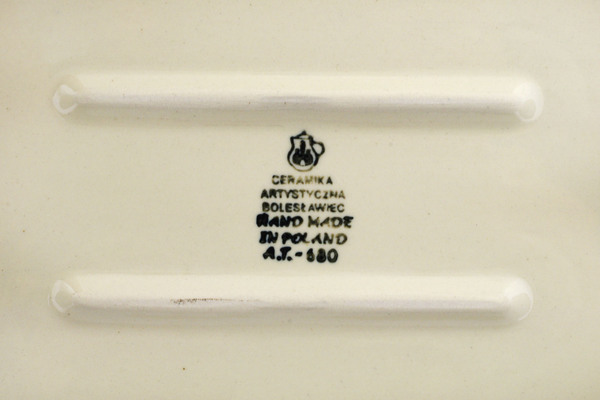 CERAMIKA
ARTYSTYCZNA
BOLESŁAWIEC
HAND MADE
IN POLAND
A.T.-680